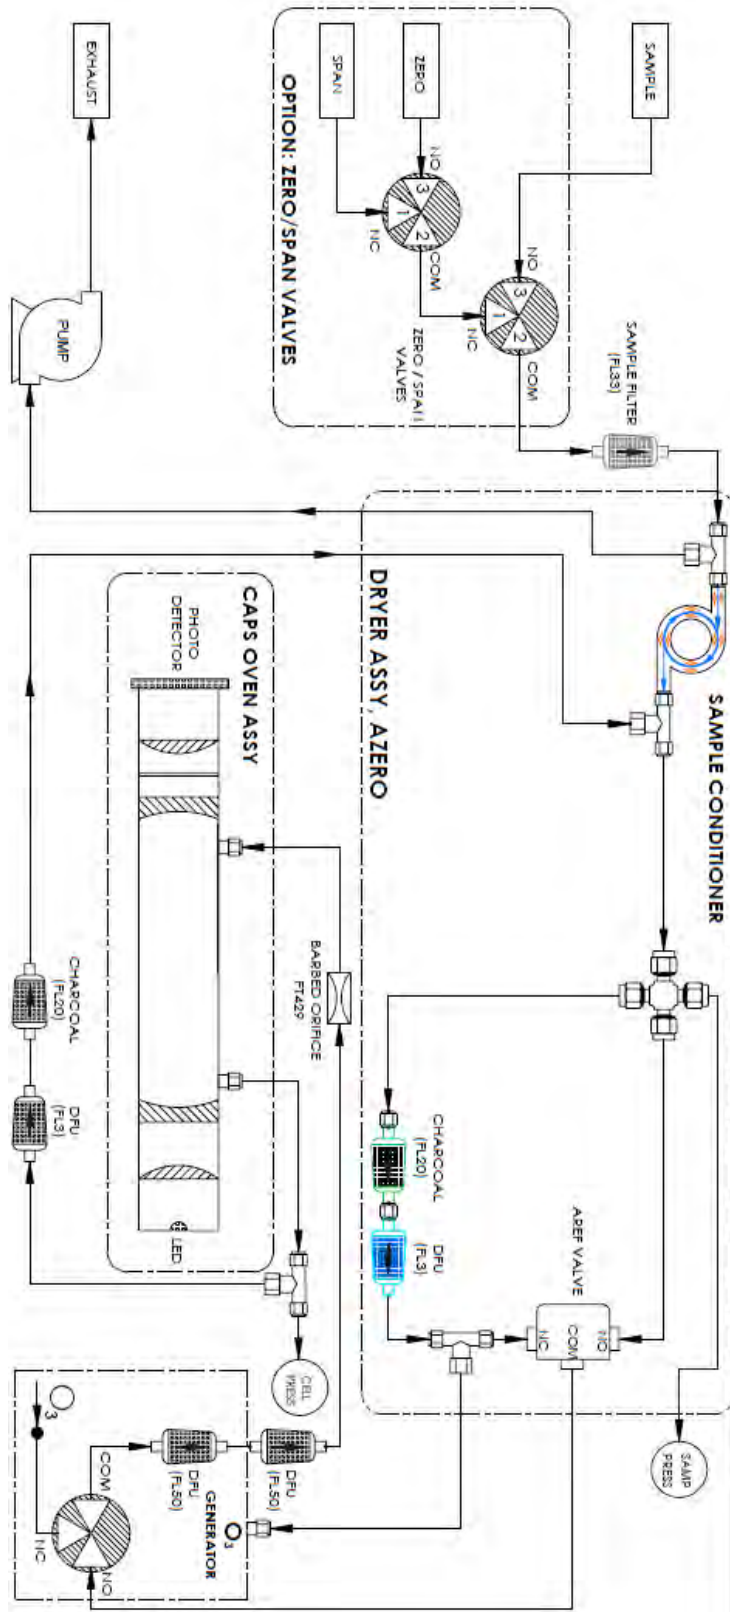 EXHAUST
SPAN
ZERO
SAMPLE
OPTION: ZERO/SPAN VALVES
NO
3
1
2
NC
COM
NO
3
1
2
NC
COM
ZERO / SPAN
VALVES
PUMP
SAMPLE FILTER
(FL33)
SAMPLE CONDITIONER
DRYER ASSY, AZERO
CAPS OVEN ASSY
PHOTO
DETECTOR
LED
BARBED ORIFICE
FT429
CHARCOAL
(FL20)
DFU
(FL3)
CHARCOAL
(FL20)
DFU
(FL3)
AREF VALVE
NC
COM
NO
CELL
PRESS
SAMP
PRESS
O3
COM
NC
NO
DFU
(FL50)
DFU
(FL50)
GENERATOR
O3